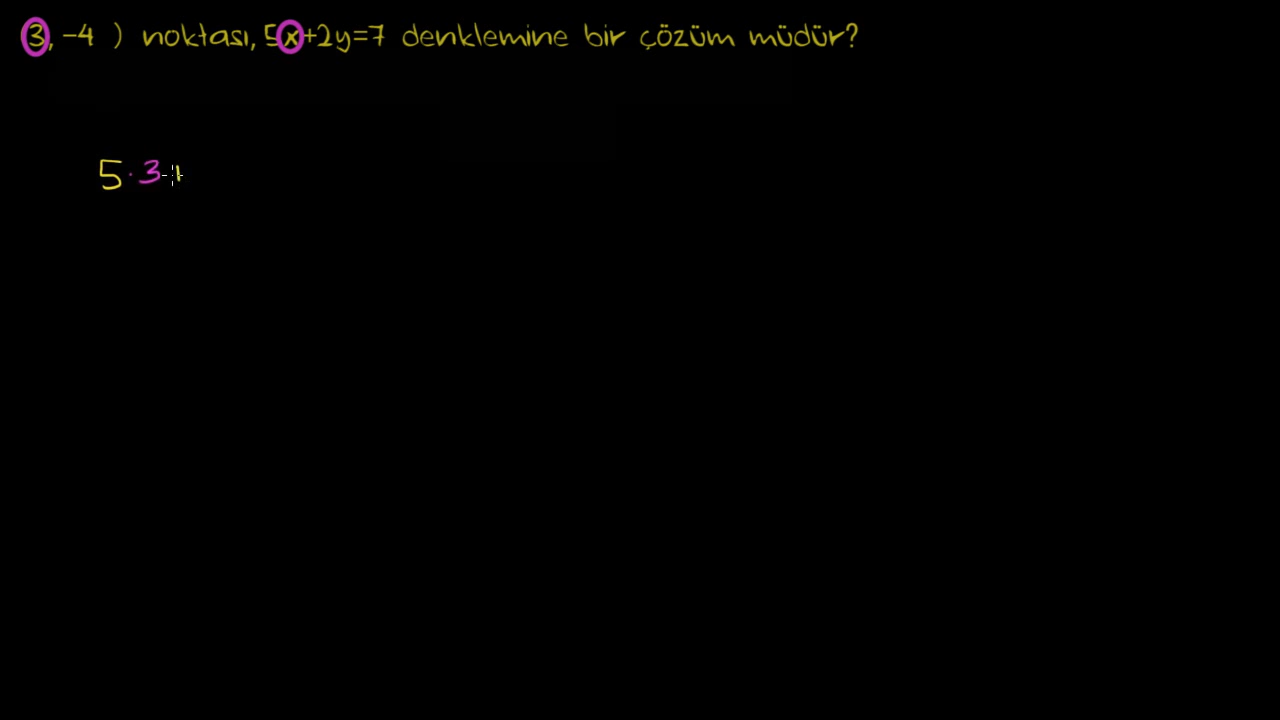 3, -4 ) noktası, 5x+2y=7 denklemine bir çözüm müdür?
5 · 3 +